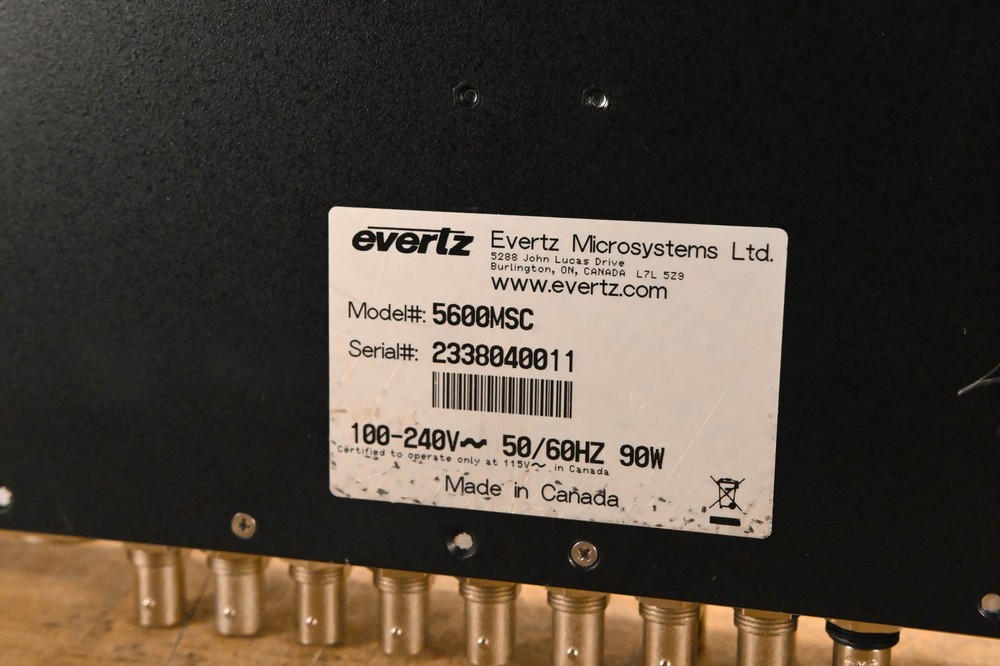 evertz Evertz Microsystems Ltd.
5288 John Lucas Drive
Burlington, ON, CANADA L7L 5Z9
www.evertz.com
Model#: 5600MSC
Serial#: 2338040011
100-240V~ 50/60HZ 90W
Certified to operate only at 115V~ in Canada
Made in Canada